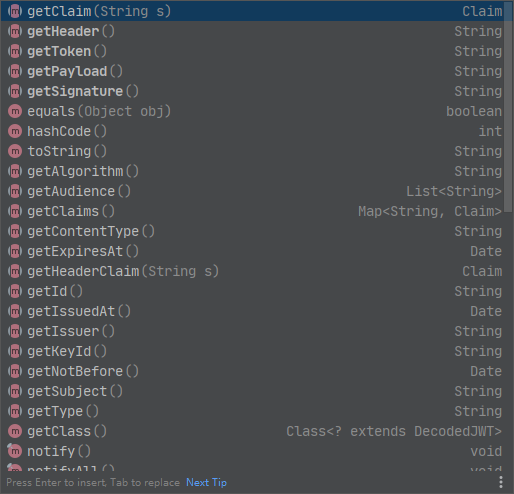 getClaim(String s) Claim
getHeader() String
getToken() String
getPayload() String
getSignature() String
equals(Object obj) boolean
hashCode() int
toString() String
getAlgorithm() String
getAudience() List<String>
getClaims() Map<String, Claim>
getContentType() String
getExpiresAt() Date
getHeaderClaim(String s) Claim
getId() String
getIssuedAt() Date
getIssuer() String
getKeyId() String
getNotBefore() Date
getSubject() String
getType() String
getClass() Class<? extends DecodedJWT>
notify() void
notifyAll() void
Press Enter to insert, Tab to replace Next Tip